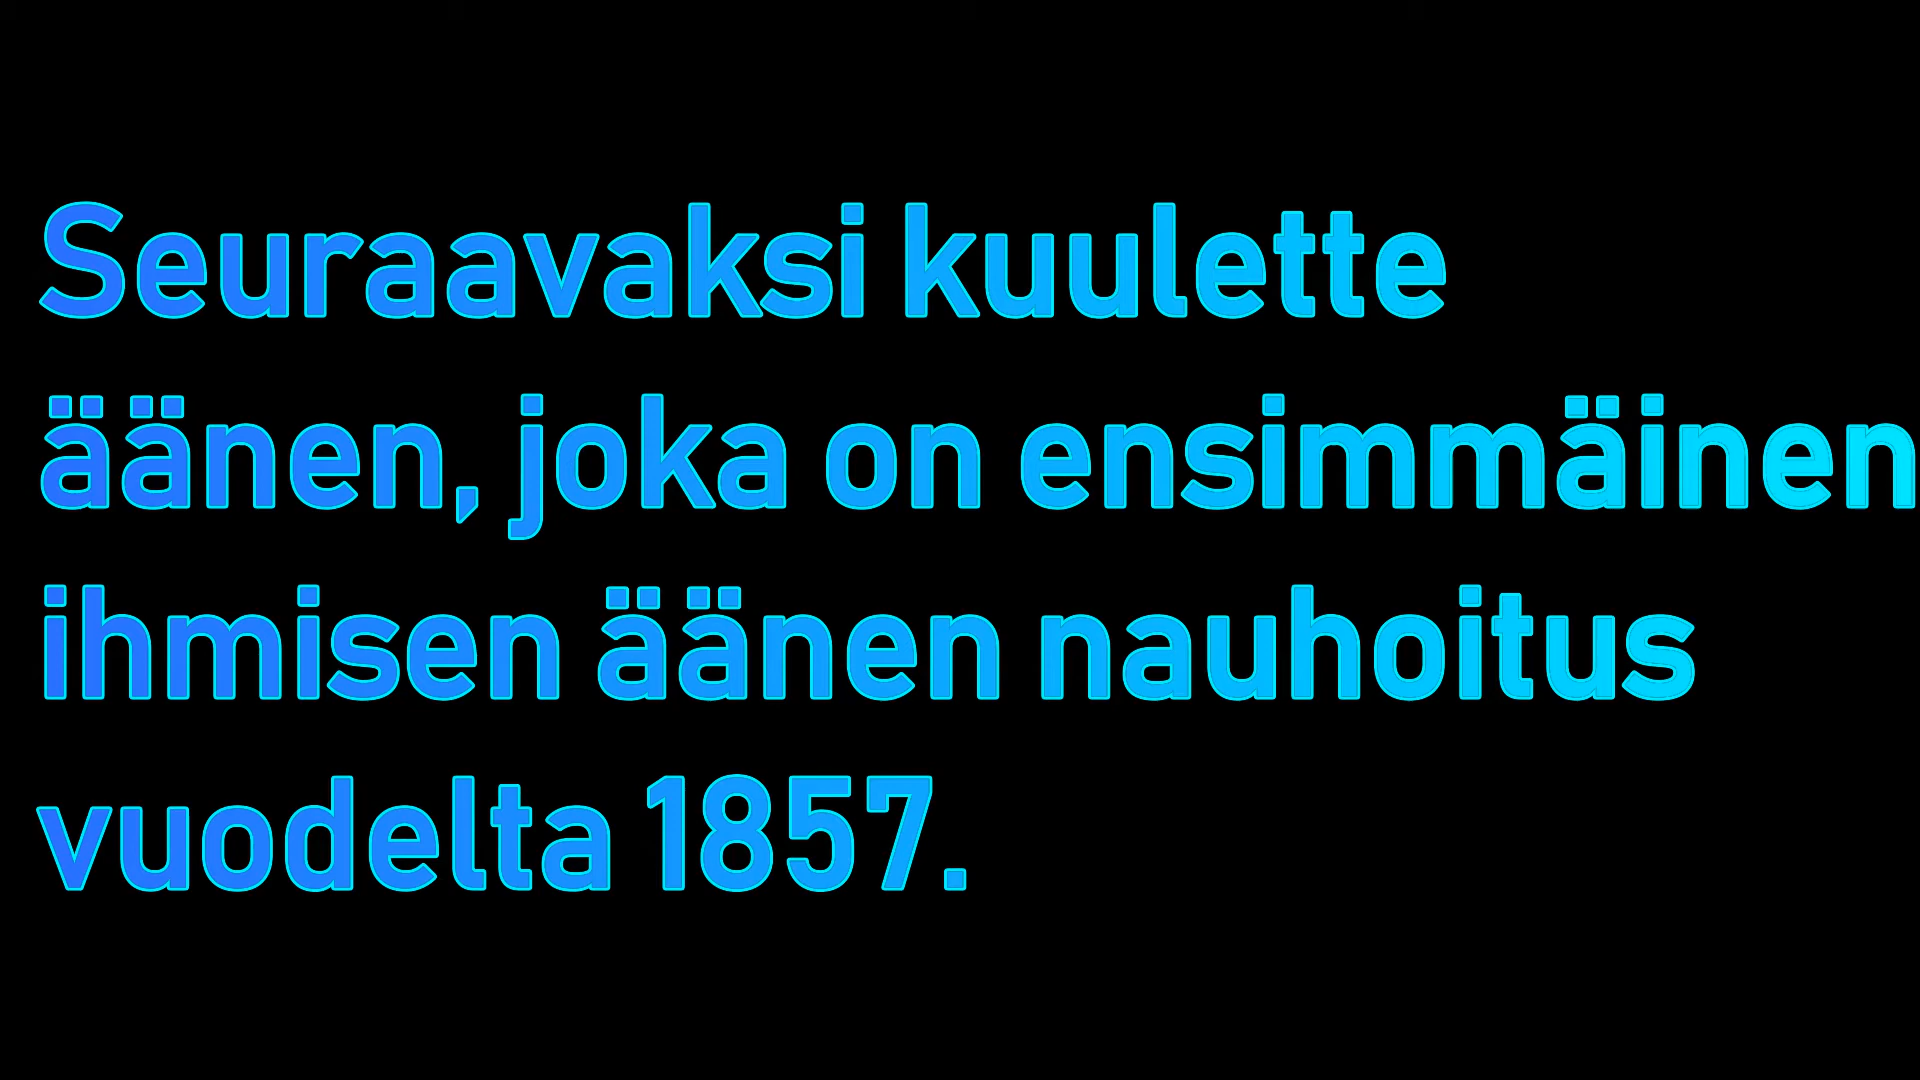 Seuraavaksi kuulette
äänen, joka on ensimmäinen
ihmisen äänen nauhoitus
vuodelta 1857.